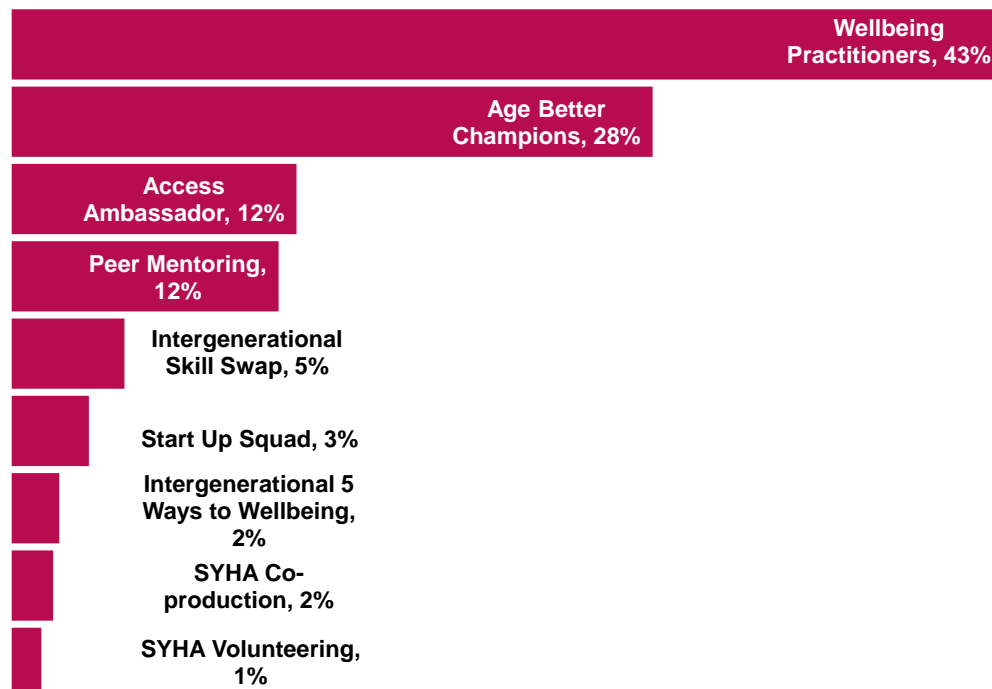 Wellbeing
Practitioners, 43%
Age Better
Champions, 28%
Access
Ambassador, 12%
Peer Mentoring,
12%
Intergenerational
Skill Swap, 5%
Start Up Squad, 3%
Intergenerational 5
Ways to Wellbeing,
2%
SYHA Co-
production, 2%
SYHA Volunteering,
1%